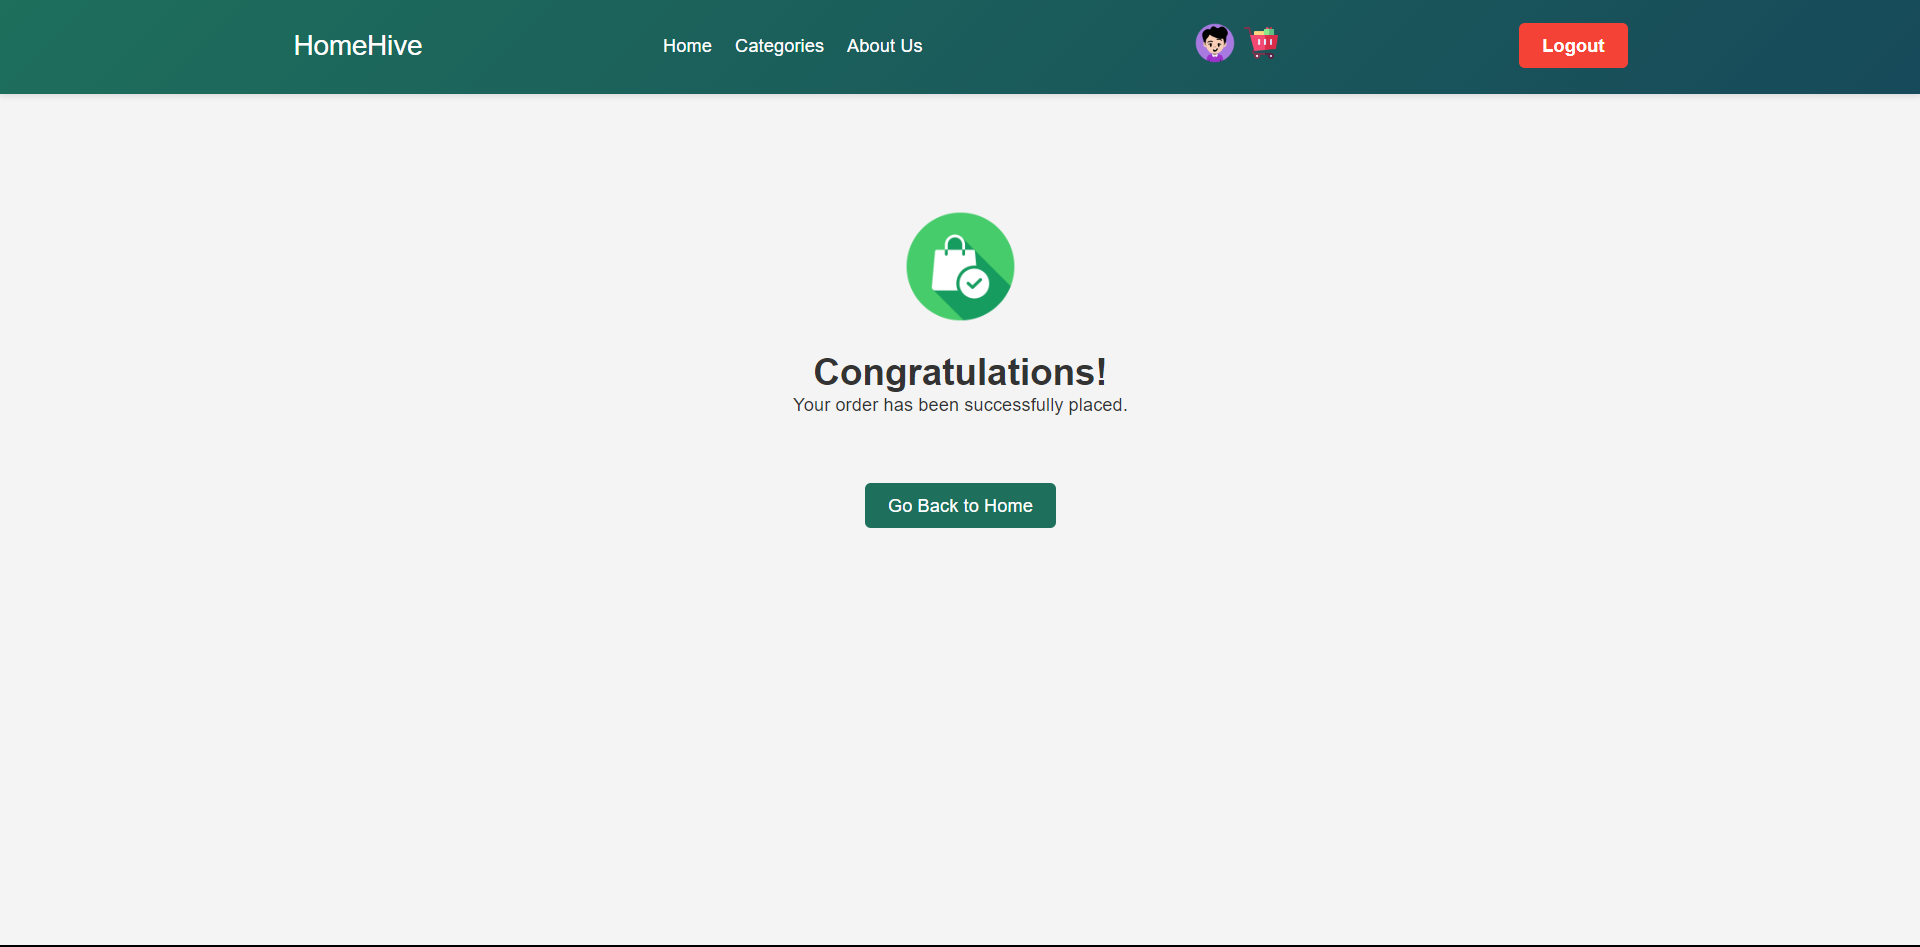 HomeHive
Home Categories About Us
Logout
Congratulations!
Your order has been successfully placed.
Go Back to Home